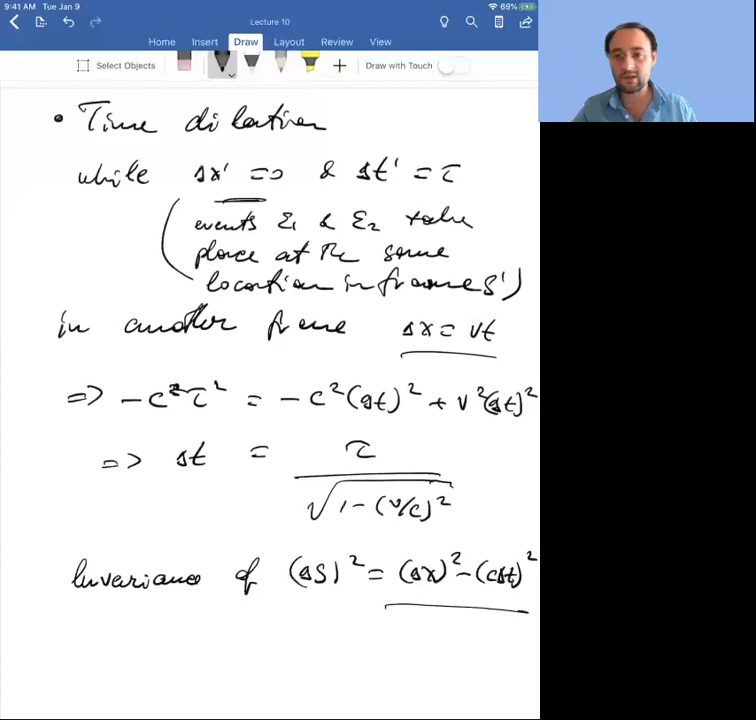 9:41 AM Tue Jan 9
69%
Lecture 10
Home Insert Draw Layout Review View
Select Objects
Draw with Touch
• Time dilation
while Δx' = 0 & Δt' = τ
(events Σ₁ & Σ₂ take
place at the same
location in frame S')
in another frame Δx = vt
=> -c²τ² = -c²(Δt)² + v²(Δt)²
=> Δt = τ / √1-(v/c)²
Invariance of (ΔS)² = (Δx)² - (cΔt)²